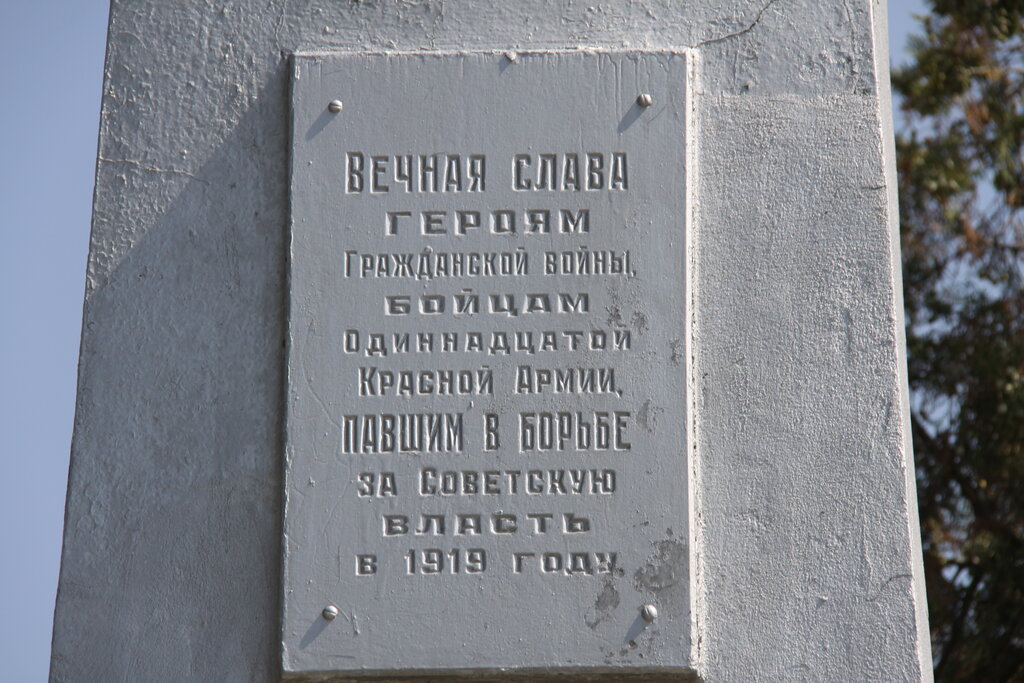 Вечная слава
героям
Гражданской войны,
бойцам
Одиннадцатой
Красной Армии,
павшим в борьбе
за Советскую
власть
в 1919 году